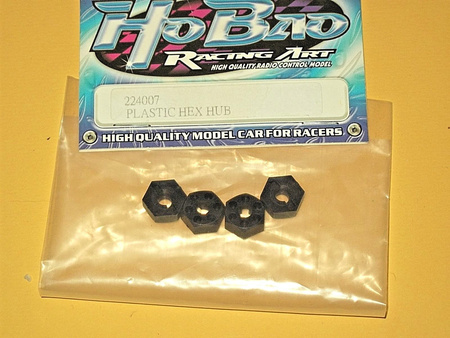 HoBao
Racing Art
HIGH QUALITY RADIO CONTROL MODEL
224007
PLASTIC HEX HUB
HIGH QUALITY MODEL CAR FOR RACERS